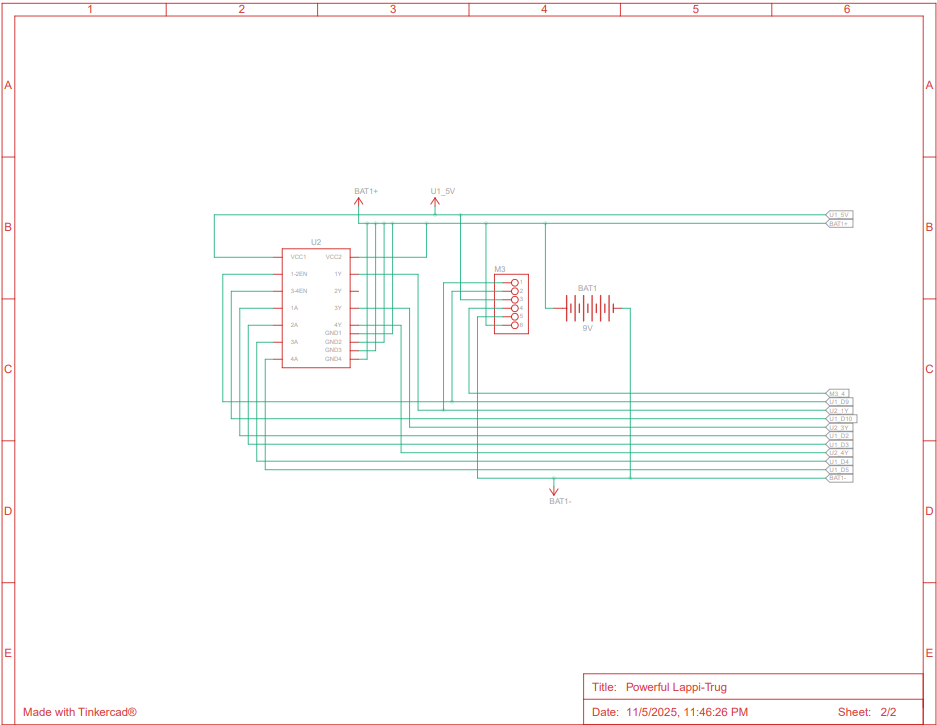 1 2 3 4 5 6
A A
BAT1+ U1_5V
U1_5V
B B
BAT1+
U2
VCC1 VCC2
M3
1-2EN 1Y
1
3-4EN 2Y
2
BAT1
3
1A 3Y
4
5
2A 4Y
6
9V
GND1
3A GND2
GND3
4A GND4
C C
M3_4
U1_D9
U2_1Y
U1_D10
U2_3Y
U1_D2
U1_D3
U2_4Y
U1_D4
U1_D5
BAT1-
BAT1-
D D
E E
Title: Powerful Lappi-Trug
Made with Tinkercad®
Date: 11/5/2025, 11:46:26 PM Sheet: 2/2